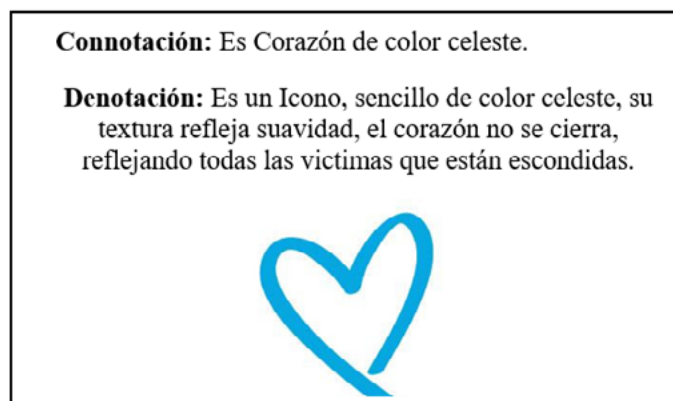 Connotación: Es Corazón de color celeste.
Denotación: Es un Icono, sencillo de color celeste, su
textura refleja suavidad, el corazón no se cierra,
reflejando todas las victimas que están escondidas.